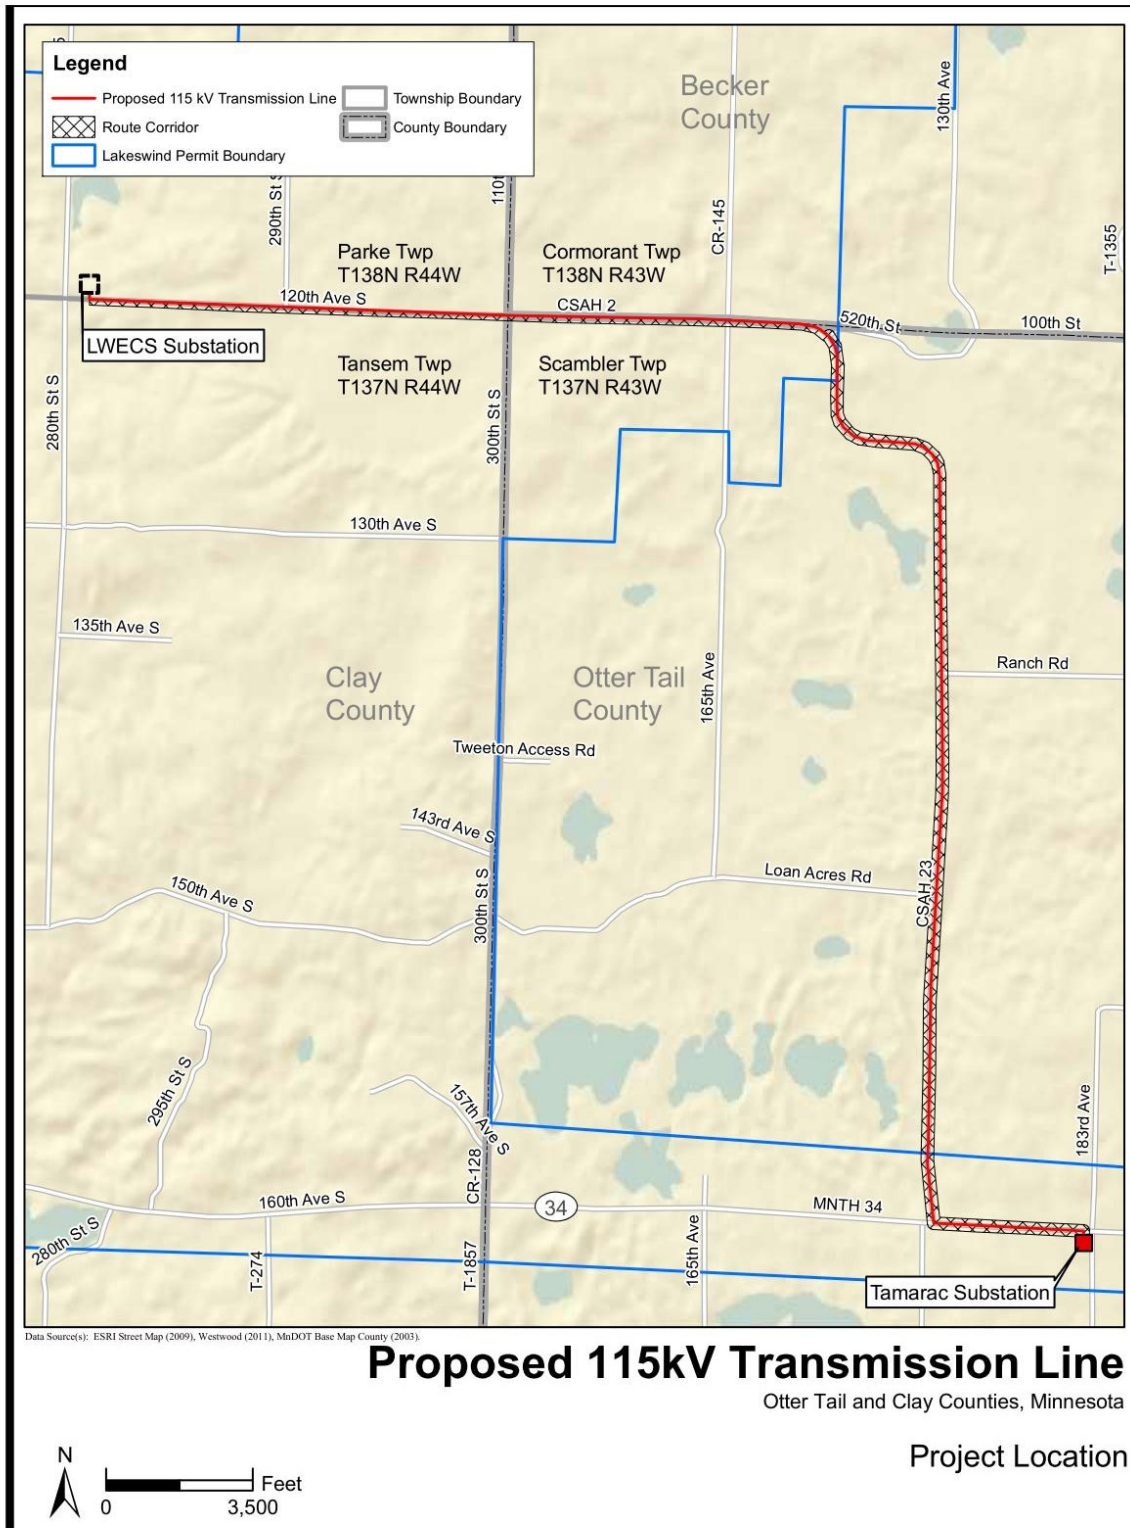 Legend
Proposed 115 kV Transmission Line
Township Boundary
Route Corridor
County Boundary
Lakeswind Permit Boundary
Becker
County
130th Ave
290th St S
110t
CR-145
T-1355
Parke Twp
T138N R44W
Cormorant Twp
T138N R43W
120th Ave S
CSAH 2
520th St
100th St
LWECS Substation
Tansem Twp
T137N R44W
Scambler Twp
T137N R43W
280th St S
300th St S
130th Ave S
135th Ave S
Ranch Rd
Clay
County
Otter Tail
County
165th Ave
Tweeton Access Rd
143rd Ave S
Loan Acres Rd
150th Ave S
300th St S
CSAH 23
295th St S
157th Ave S
183rd Ave
CR-128
160th Ave S
34
MNTH 34
280th St S
T-274
T-1857
165th Ave
Tamarac Substation
Data Source(s): ESRI Street Map (2009), Westwood (2011), MnDOT Base Map County (2003).
Proposed 115kV Transmission Line
Otter Tail and Clay Counties, Minnesota
Project Location
N
Feet
0 3,500